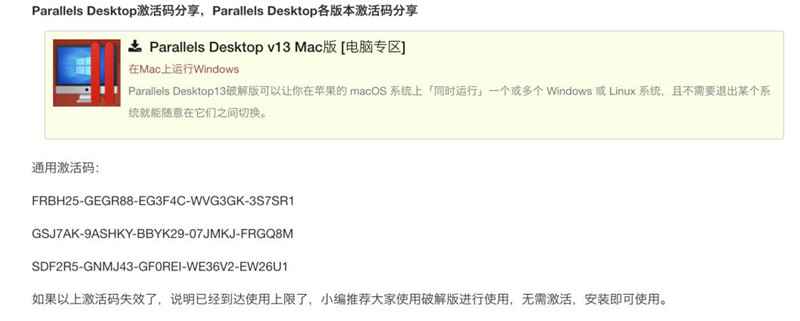 Parallels Desktop激活码分享，Parallels Desktop各版本激活码分享
Parallels Desktop v13 Mac版 [电脑专区]
在Mac上运行Windows
Parallels Desktop13破解版可以让你在苹果的 macOS 系统上「同时运行」一个或多个 Windows 或 Linux 系统，且不需要退出某个系
统就能随意在它们之间切换。
通用激活码：
FRBH25-GEGR88-EG3F4C-WVG3GK-3S7SR1
GSJ7AK-9ASHKY-BBYK29-07JMKJ-FRGQ8M
SDF2R5-GNMJ43-GF0REI-WE36V2-EW26U1
如果以上激活码失效了，说明已经到达使用上限了，小编推荐大家使用破解版进行使用，无需激活，安装即可使用。